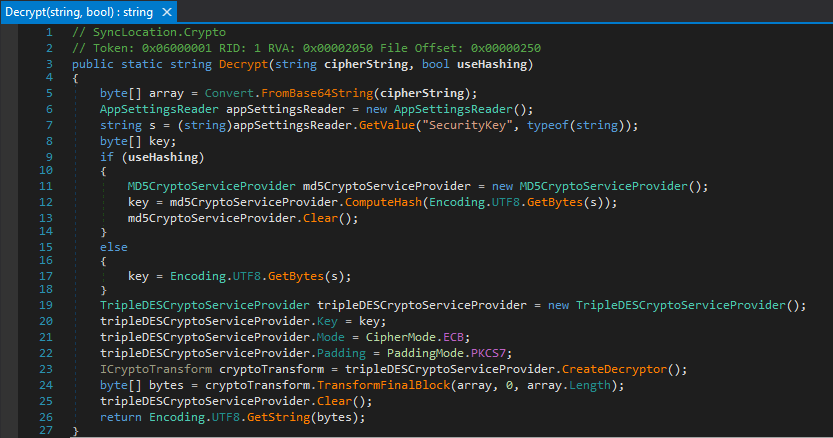 Decrypt(string, bool) : string ×
1 // SyncLocation.Crypto
2 // Token: 0x06000001 RID: 1 RVA: 0x00002050 File Offset: 0x00000250
3 public static string Decrypt(string cipherString, bool useHashing)
4 {
5     byte[] array = Convert.FromBase64String(cipherString);
6     AppSettingsReader appSettingsReader = new AppSettingsReader();
7     string s = (string)appSettingsReader.GetValue("SecurityKey", typeof(string));
8     byte[] key;
9     if (useHashing)
10     {
11         MD5CryptoServiceProvider md5CryptoServiceProvider = new MD5CryptoServiceProvider();
12         key = md5CryptoServiceProvider.ComputeHash(Encoding.UTF8.GetBytes(s));
13         md5CryptoServiceProvider.Clear();
14     }
15     else
16     {
17         key = Encoding.UTF8.GetBytes(s);
18     }
19     TripleDESCryptoServiceProvider tripleDESCryptoServiceProvider = new TripleDESCryptoServiceProvider();
20     tripleDESCryptoServiceProvider.Key = key;
21     tripleDESCryptoServiceProvider.Mode = CipherMode.ECB;
22     tripleDESCryptoServiceProvider.Padding = PaddingMode.PKCS7;
23     ICryptoTransform cryptoTransform = tripleDESCryptoServiceProvider.CreateDecryptor();
24     byte[] bytes = cryptoTransform.TransformFinalBlock(array, 0, array.Length);
25     tripleDESCryptoServiceProvider.Clear();
26     return Encoding.UTF8.GetString(bytes);
27 }